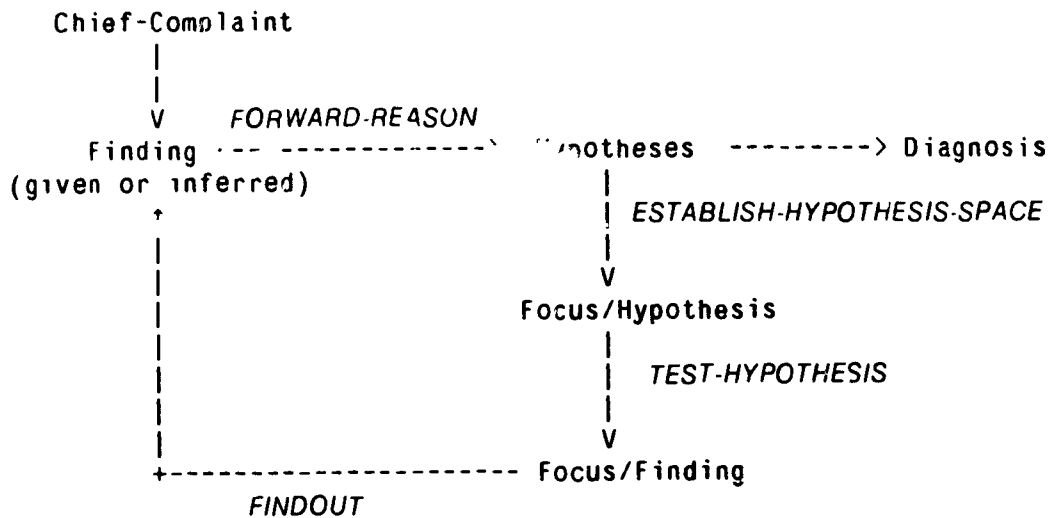 Chief-Complaint
FORWARD-REASON
Finding Hypotheses Diagnosis
(given or inferred)
ESTABLISH-HYPOTHESIS-SPACE
Focus/Hypothesis
TEST-HYPOTHESIS
Focus/Finding
FINDOUT